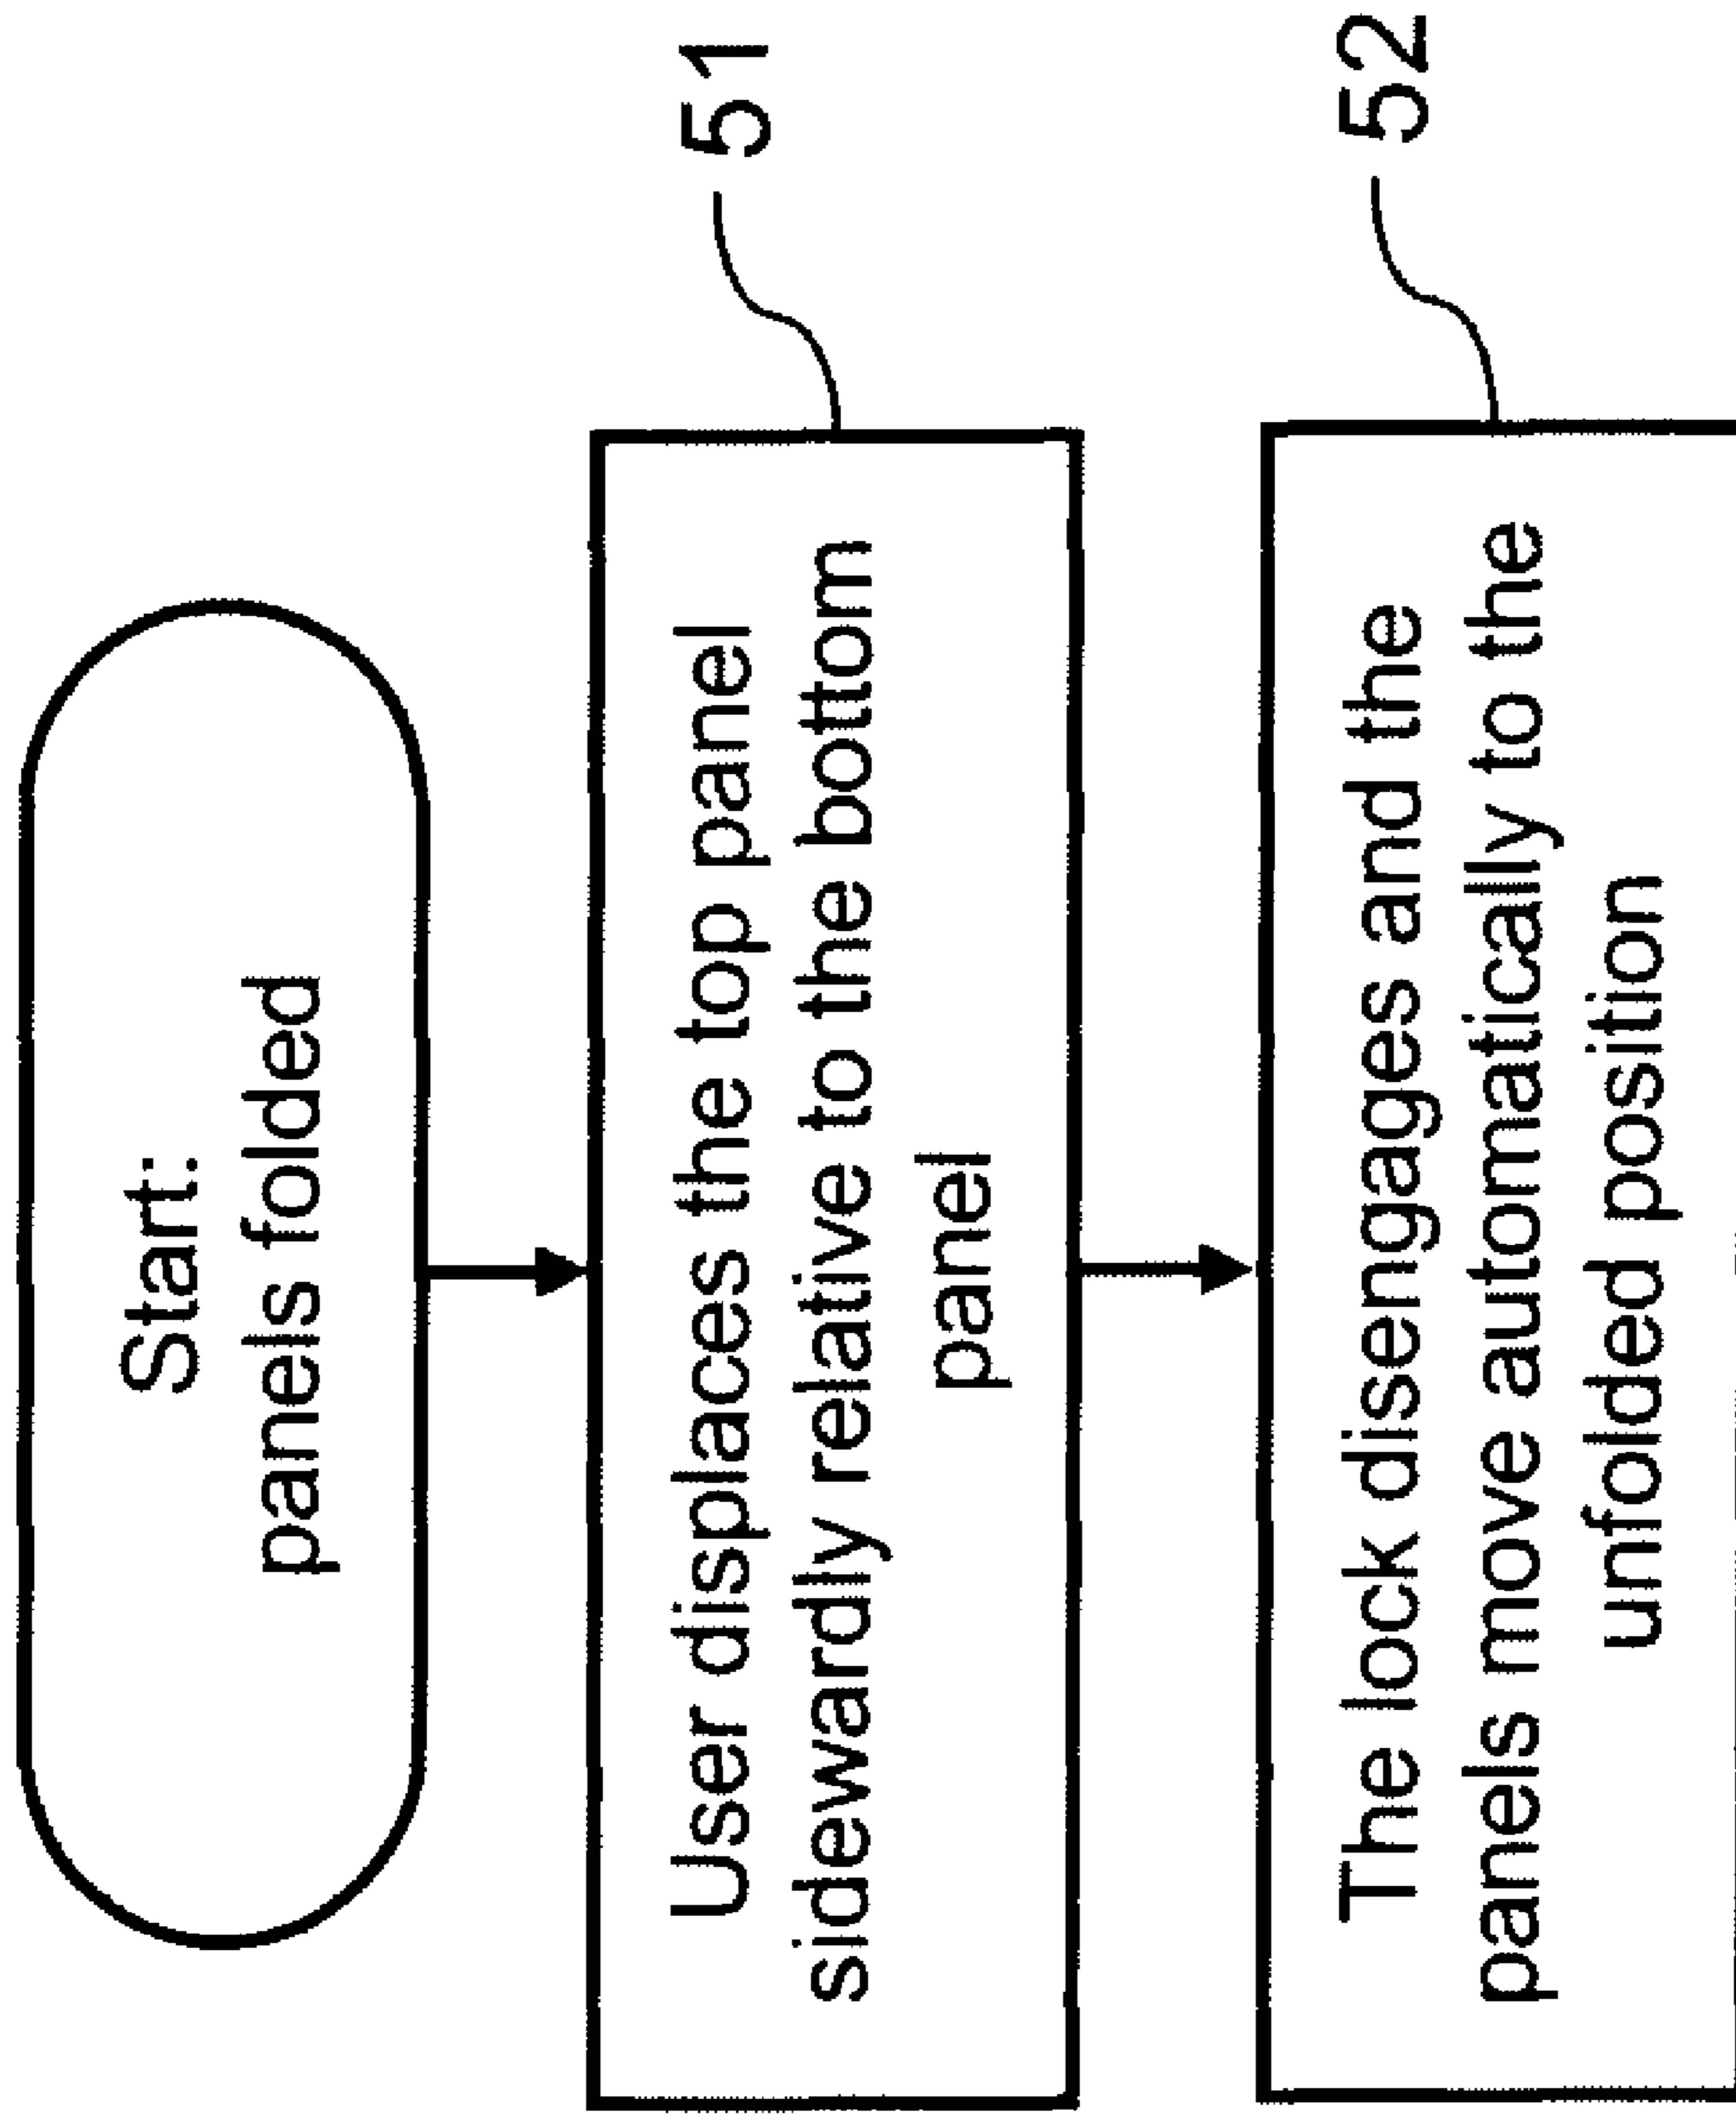 Start:
panels folded
User displaces the top panel
sidewardly relative to the bottom
panel
51
The lock disengages and the
panels move automatically to the
unfolded position
52